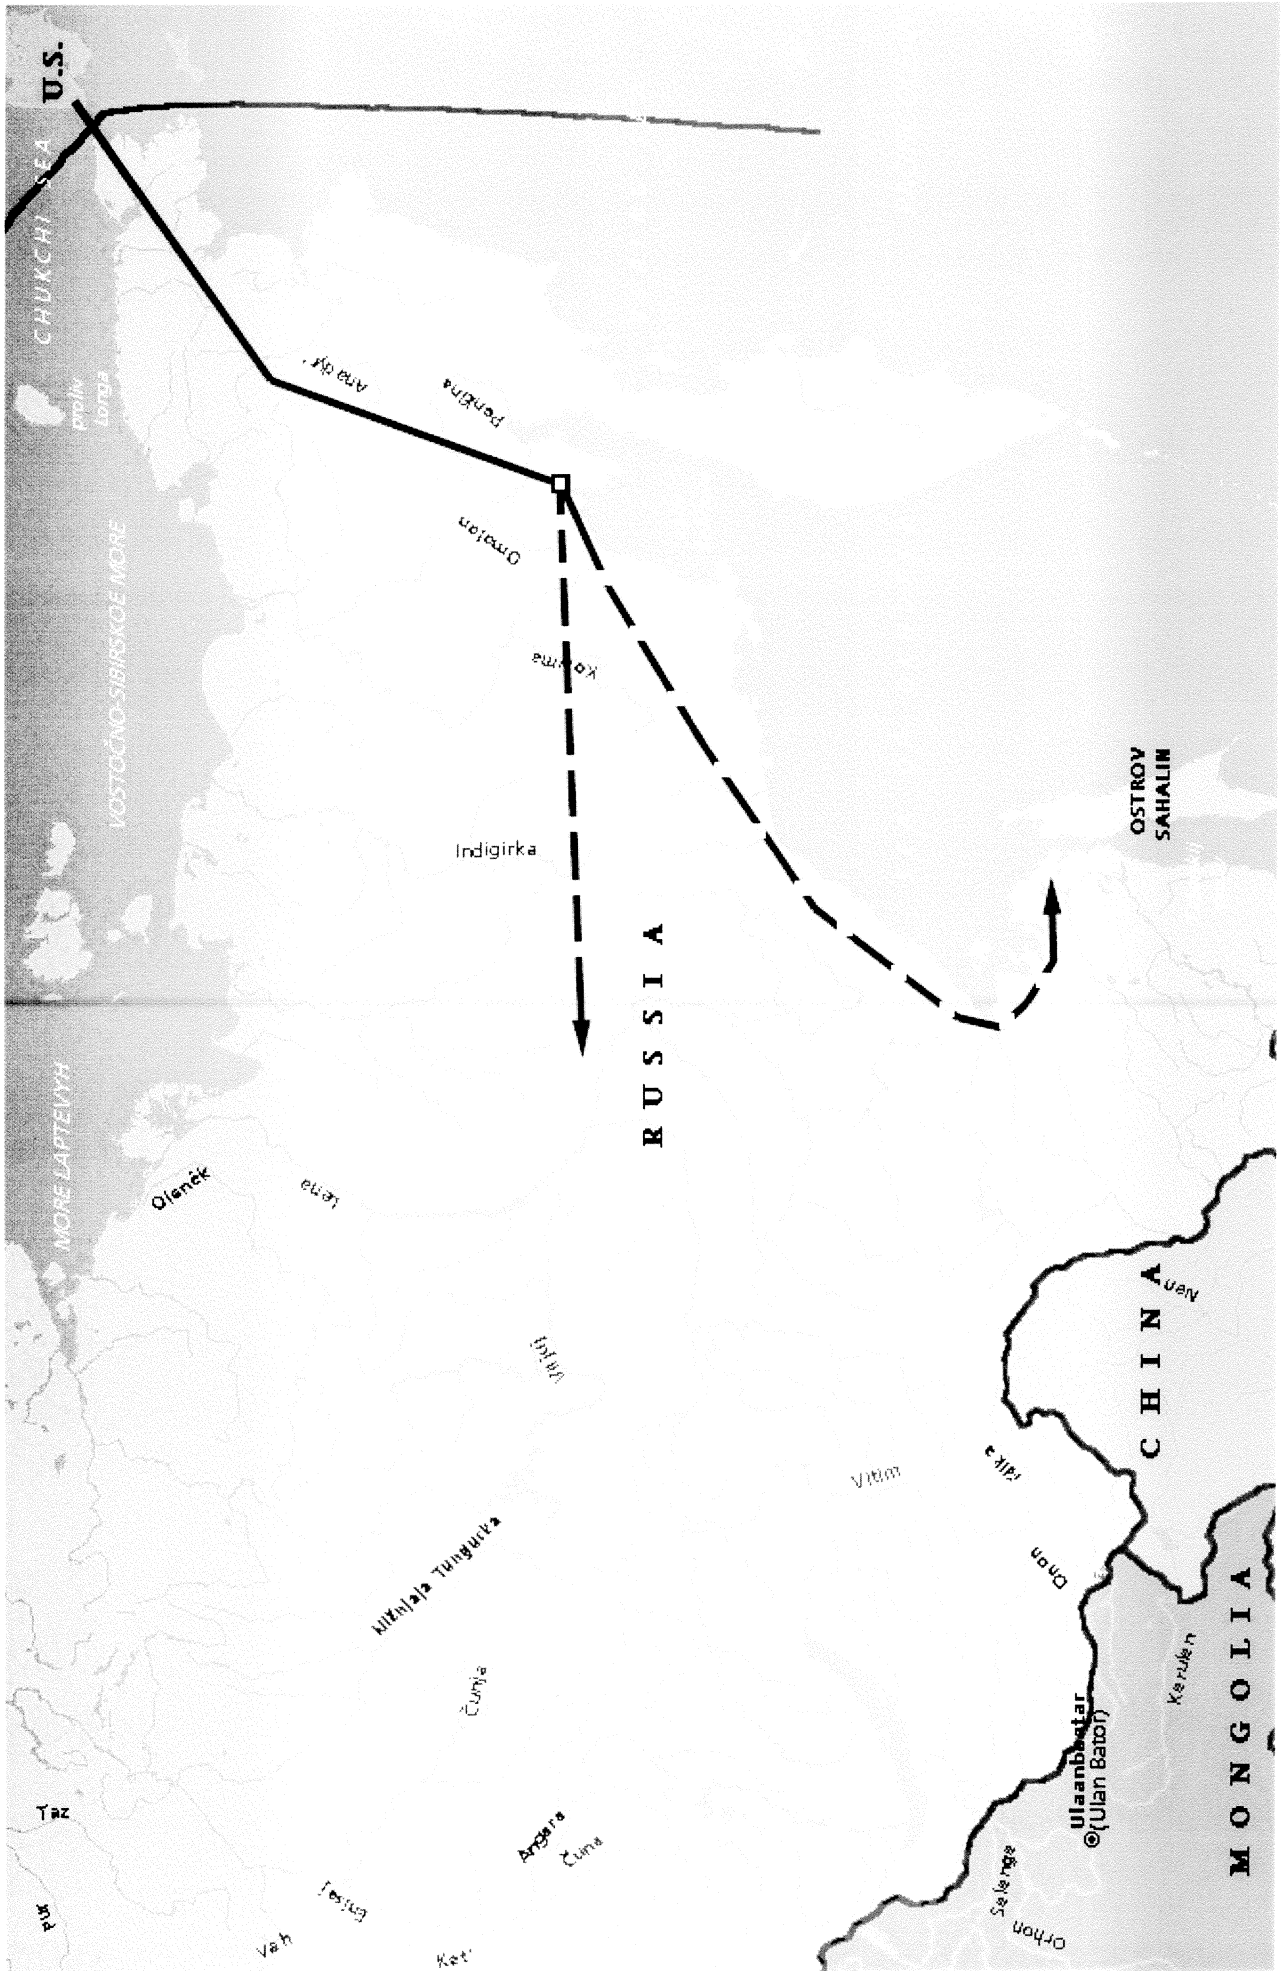 U.S.
CHUKCHI SEA
proliv
Longa
Anadyr'
Penžina
VOSTOČNO-SIBIRSKOE MORE
Omolon
Kolyma
OSTROV
SAHALIN
Indigirka
RUSSIA
MORE LAPTEVYH
Olenëk
Lena
Viljuj
CHINA
Nen
Vitim
Šilka
Nižnjaja Tunguska
Onon
Čunja
Kerulen
MONGOLIA
Ulaanbaatar
(Ulan Bator)
Taz
Angara
Čuna
Selenge
Orhon
Pur
Enisej
Vah
Ket'